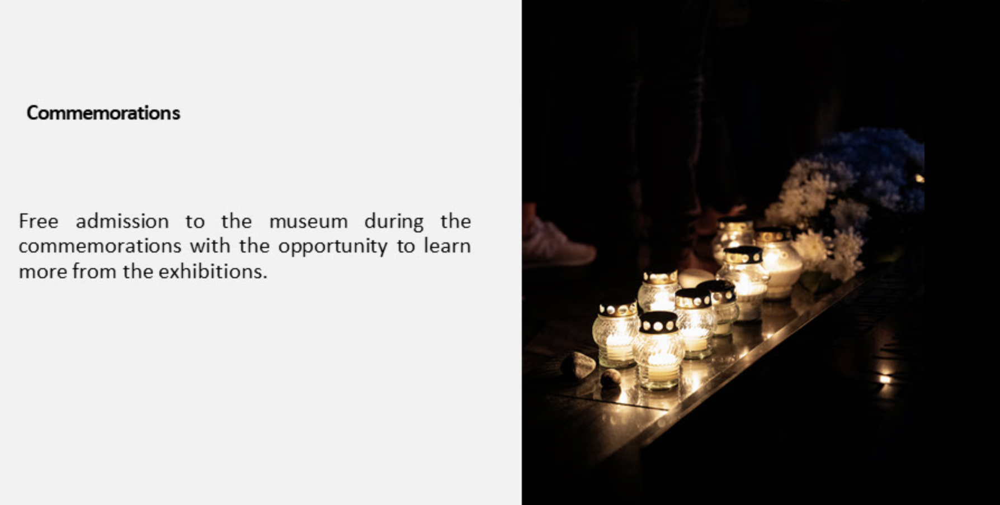 Commemorations
Free admission to the museum during the
commemorations with the opportunity to learn
more from the exhibitions.